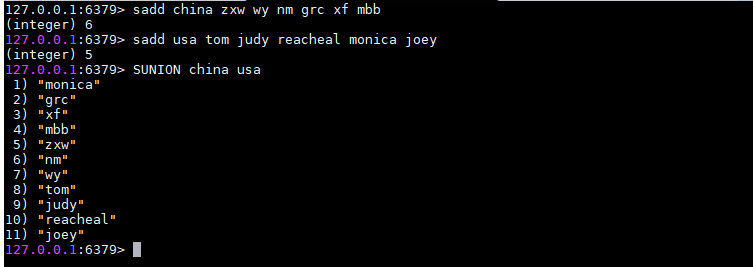 127.0.0.1:6379> sadd china zxw wy nm grc xf mbb
(integer) 6
127.0.0.1:6379> sadd usa tom judy reacheal monica joey
(integer) 5
127.0.0.1:6379> SUNION china usa
 1) "monica"
 2) "grc"
 3) "xf"
 4) "mbb"
 5) "zxw"
 6) "nm"
 7) "wy"
 8) "tom"
 9) "judy"
10) "reacheal"
11) "joey"
127.0.0.1:6379>